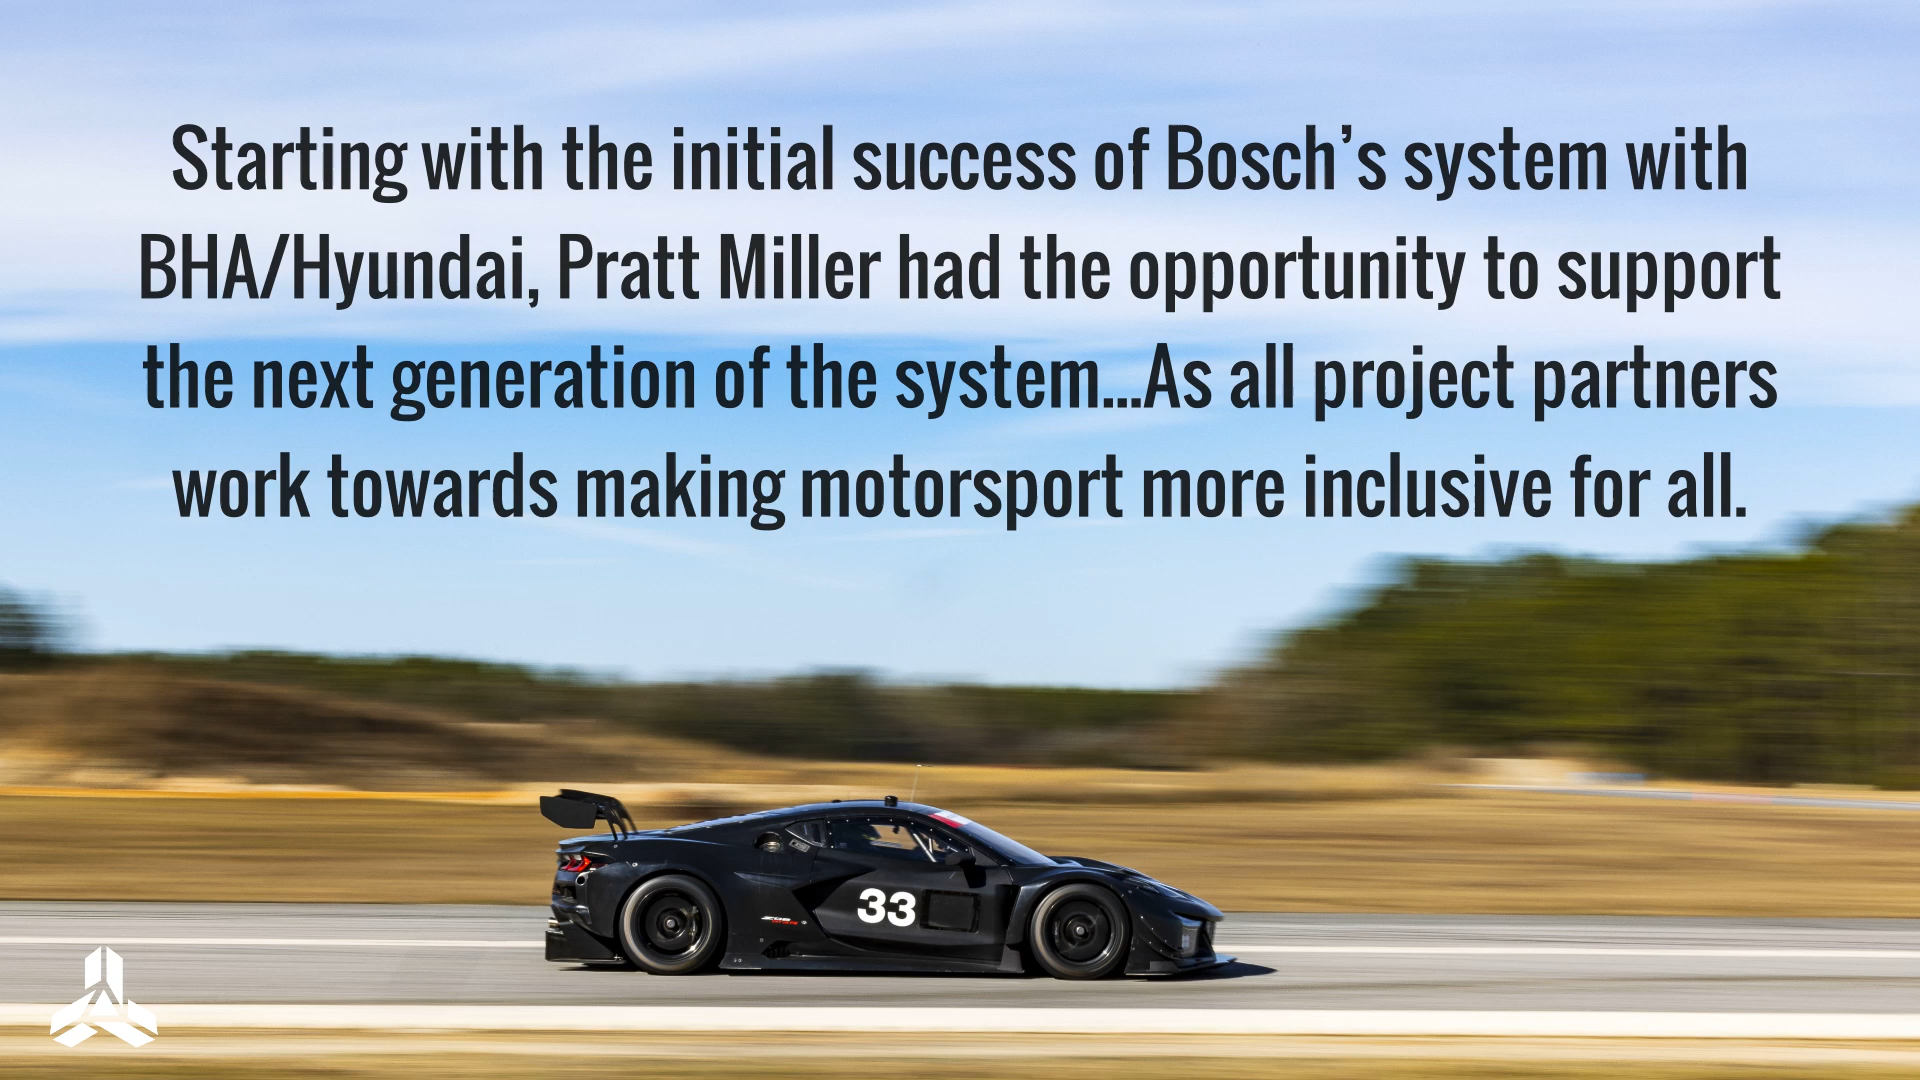 Starting with the initial success of Bosch’s system with
BHA/Hyundai, Pratt Miller had the opportunity to support
the next generation of the system...As all project partners
work towards making motorsport more inclusive for all.
33